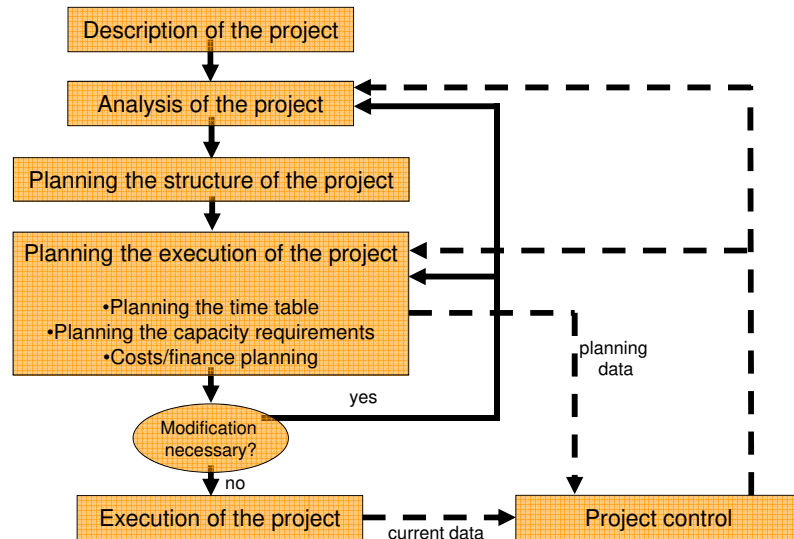 Description of the project
Analysis of the project
Planning the structure of the project
Planning the execution of the project
•Planning the time table
•Planning the capacity requirements
•Costs/finance planning
planning
data
yes
Modification
necessary?
no
Execution of the project
current data
Project control